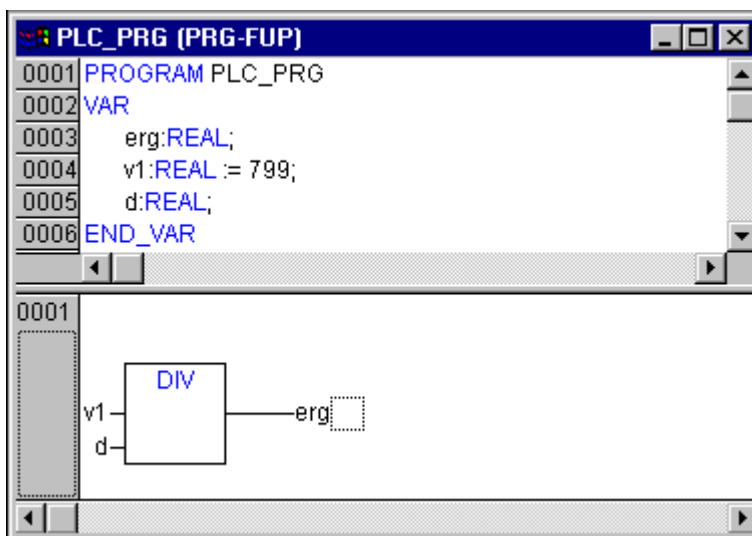 PLC_PRG (PRG-FUP)
0001 PROGRAM PLC_PRG
0002 VAR
0003 erg:REAL;
0004 v1:REAL := 799;
0005 d:REAL;
0006 END_VAR
0001
DIV
v1 erg
d